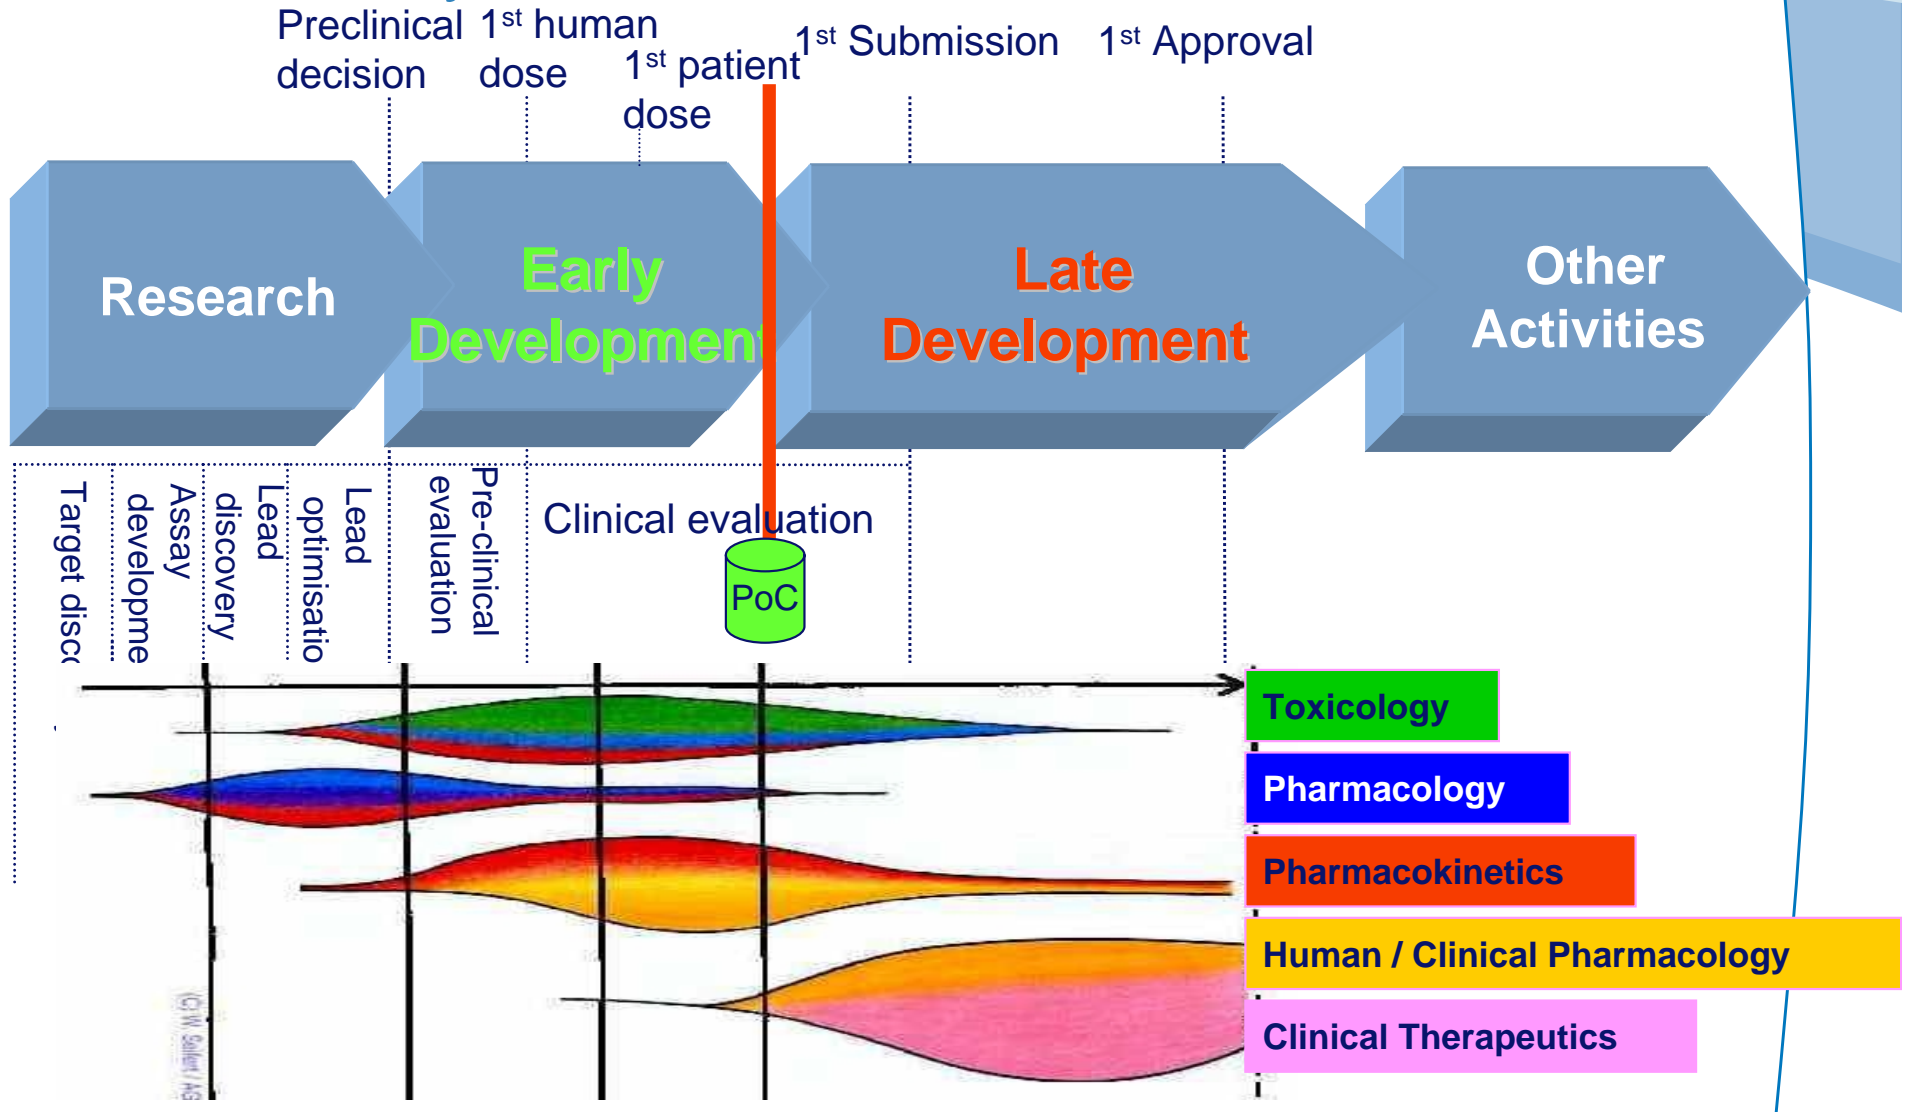 Preclinical
decision
1st human
dose
1st patient
dose
1st Submission
1st Approval
Research
Early
Development
Late
Development
Other
Activities
Target disc
Assay
developme
Lead
discovery
Lead
optimisatio
Pre-clinical
evaluation
Clinical evaluation
PoC
Toxicology
Pharmacology
Pharmacokinetics
Human / Clinical Pharmacology
Clinical Therapeutics
(C) W. Seifert / AG